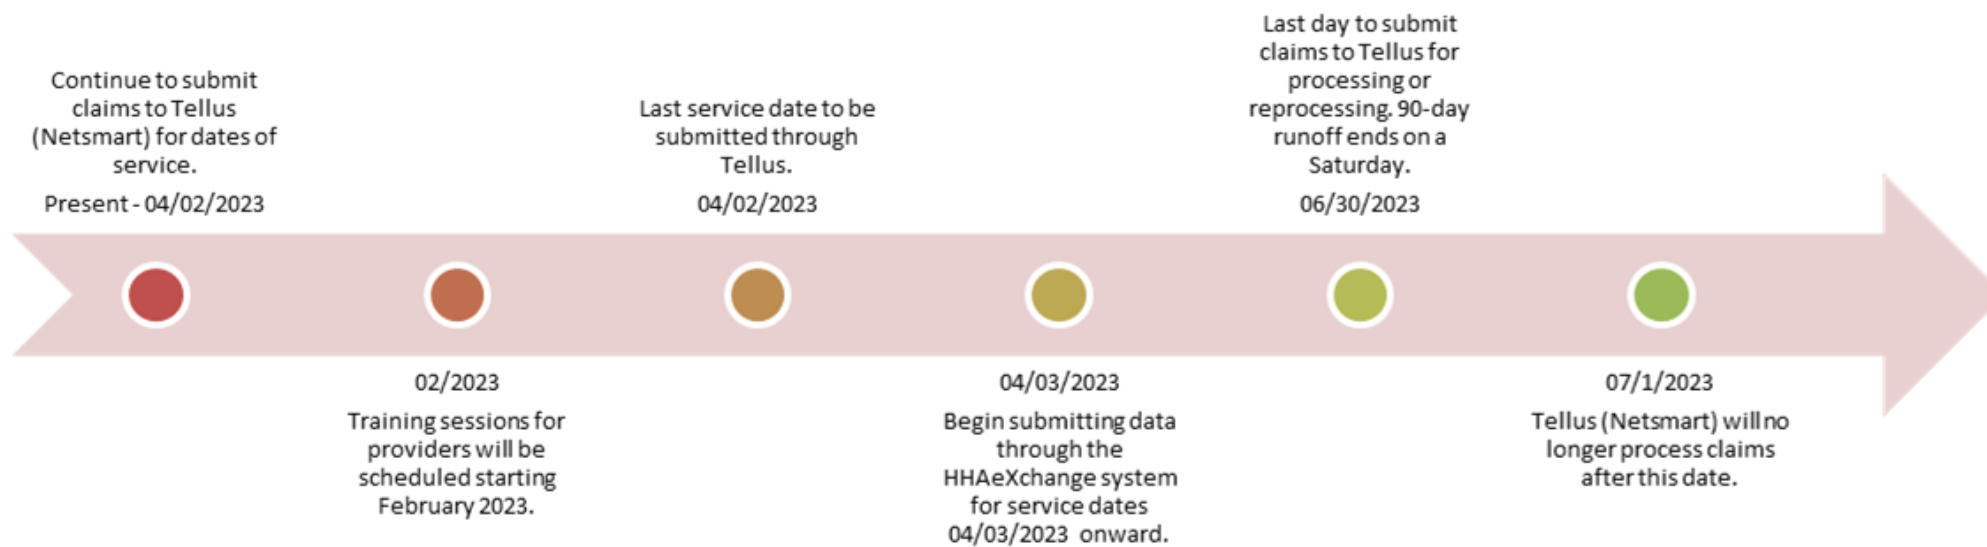 Continue to submit
claims to Tellus
(Netsmart) for dates of
service.
Present - 04/02/2023
02/2023
Training sessions for
providers will be
scheduled starting
February 2023.
Last service date to be
submitted through
Tellus.
04/02/2023
04/03/2023
Begin submitting data
through the
HHAeXchange system
for service dates
04/03/2023 onward.
Last day to submit
claims to Tellus for
processing or
reprocessing. 90-day
runoff ends on a
Saturday.
06/30/2023
07/1/2023
Tellus (Netsmart) will no
longer process claims
after this date.